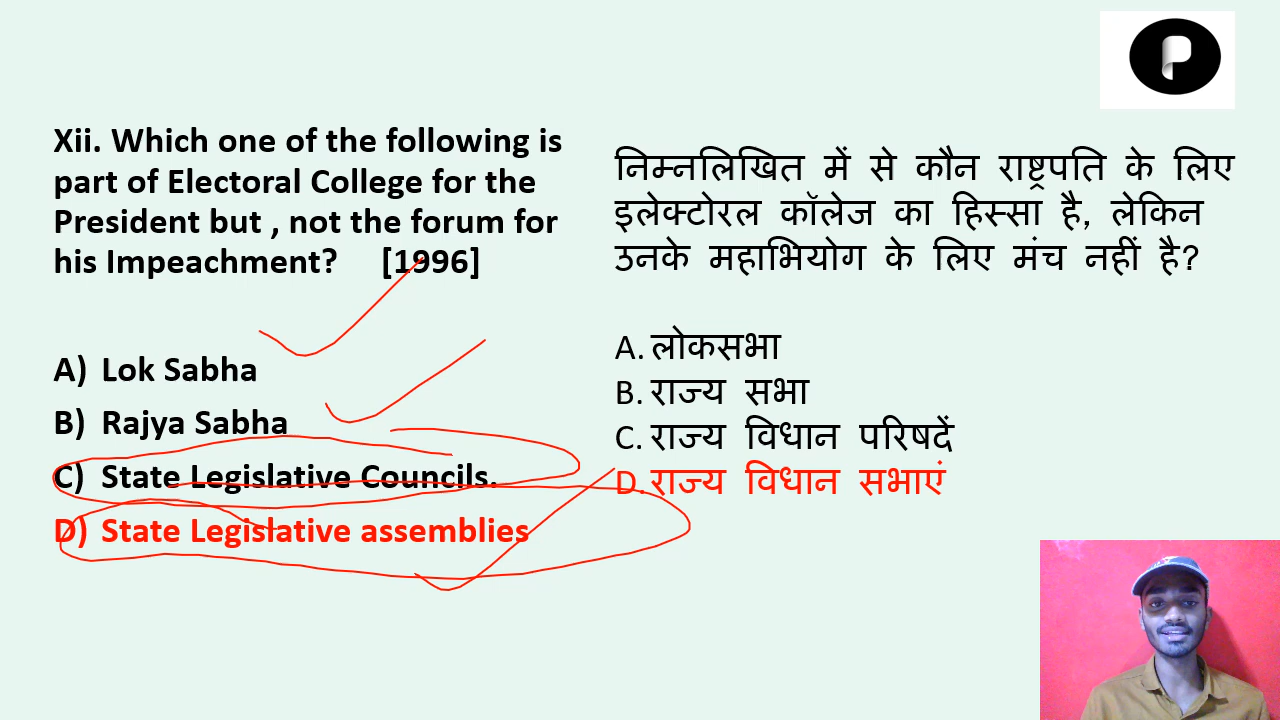 Xii. Which one of the following is
part of Electoral College for the
President but , not the forum for
his Impeachment? [1996]
A) Lok Sabha
B) Rajya Sabha
C) State Legislative Councils.
D) State Legislative assemblies
निम्नलिखित में से कौन राष्ट्रपति के लिए
इलेक्टोरल कॉलेज का हिस्सा है, लेकिन
उनके महाभियोग के लिए मंच नहीं है?
A. लोकसभा
B. राज्य सभा
C. राज्य विधान परिषदें
D. राज्य विधान सभाएं
P